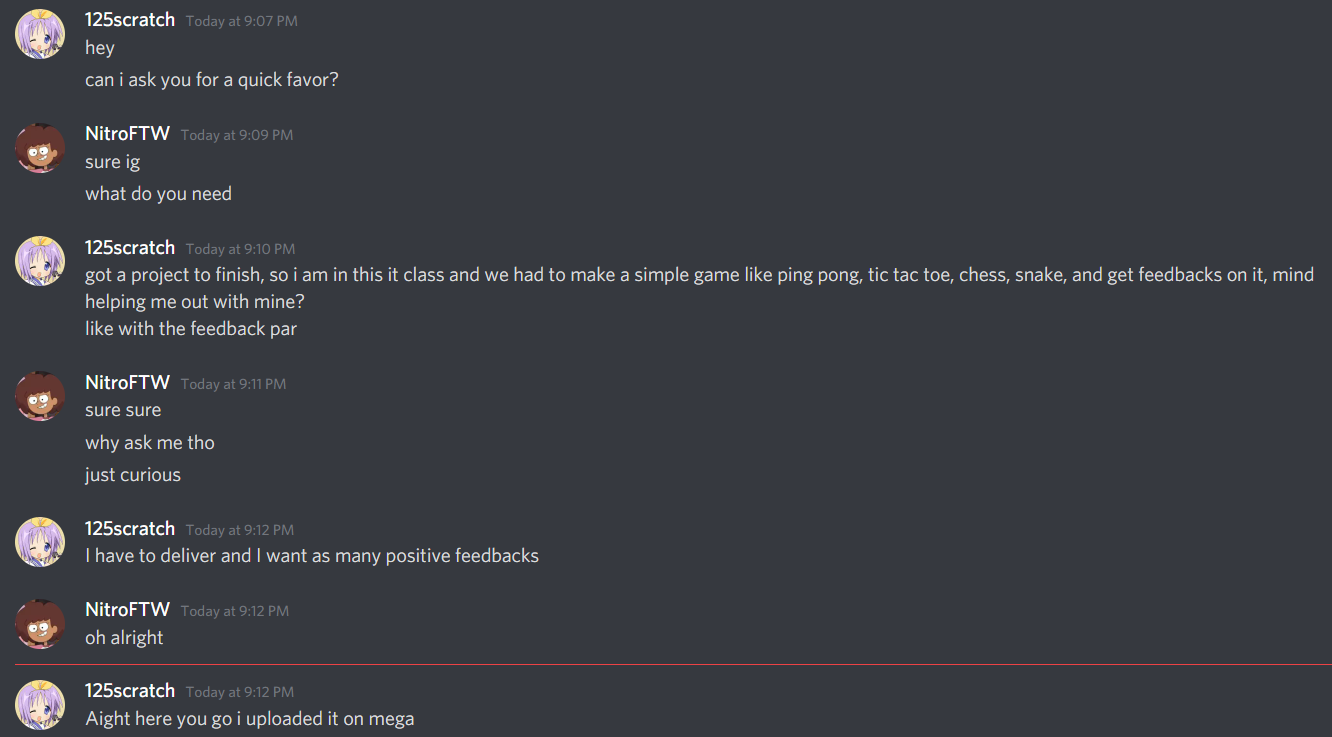 125scratch Today at 9:07 PM
hey
can i ask you for a quick favor?
NitroFTW Today at 9:09 PM
sure ig
what do you need
125scratch Today at 9:10 PM
got a project to finish, so i am in this it class and we had to make a simple game like ping pong, tic tac toe, chess, snake, and get feedbacks on it, mind
helping me out with mine?
like with the feedback par
NitroFTW Today at 9:11 PM
sure sure
why ask me tho
just curious
125scratch Today at 9:12 PM
I have to deliver and I want as many positive feedbacks
NitroFTW Today at 9:12 PM
oh alright
125scratch Today at 9:12 PM
Aight here you go i uploaded it on mega